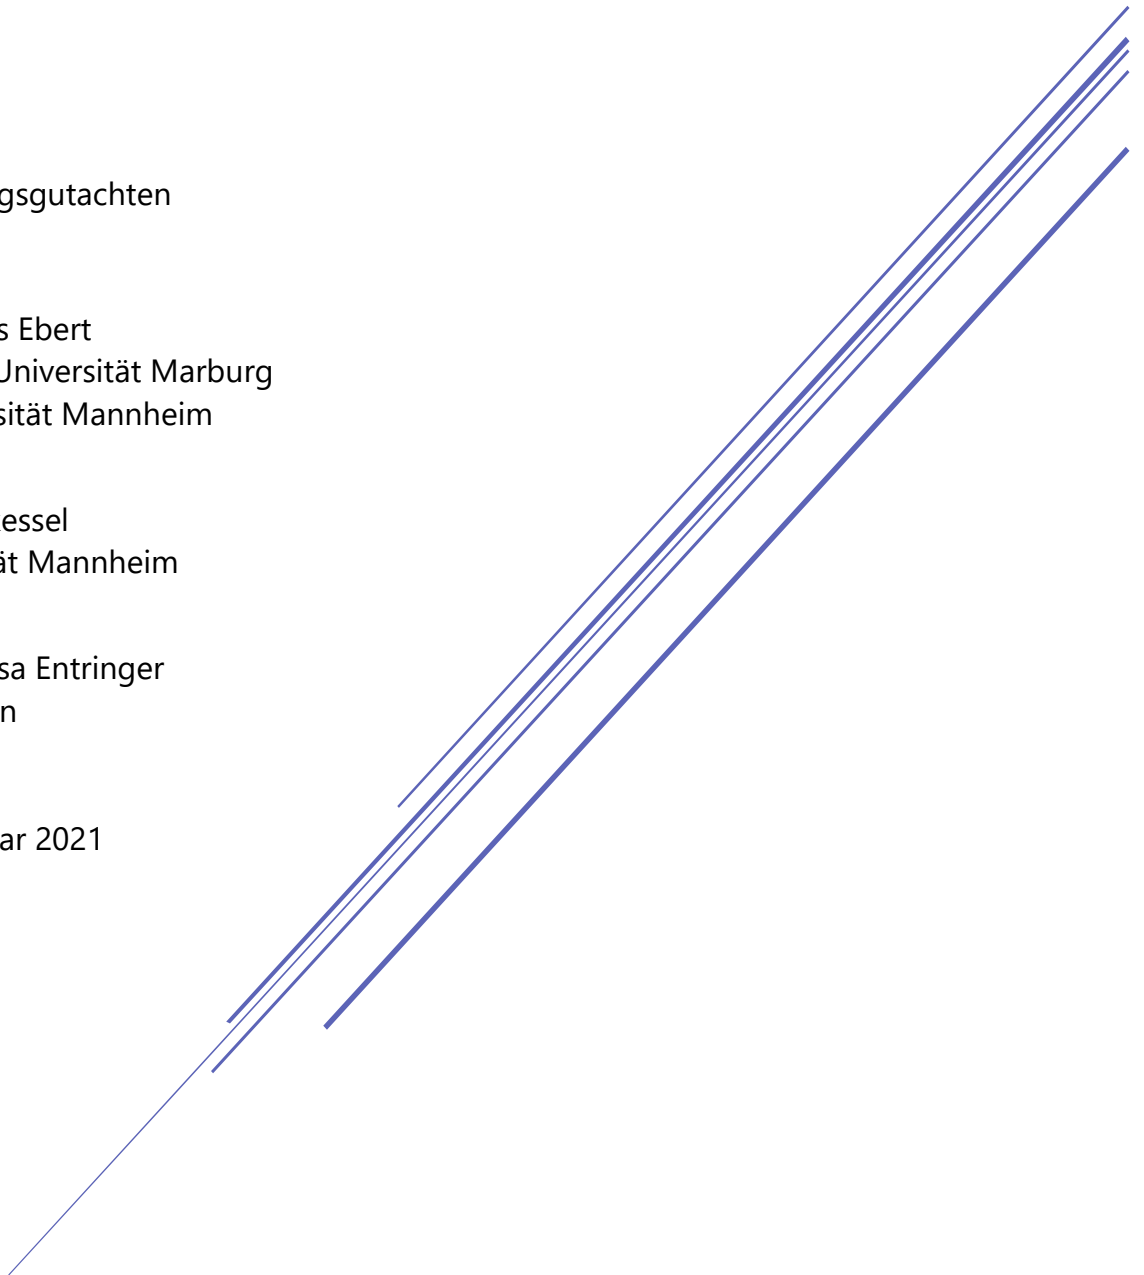 gsgutachten
s Ebert
Universität Marburg
sität Mannheim
essel
ät Mannheim
sa Entringer
n
ar 2021